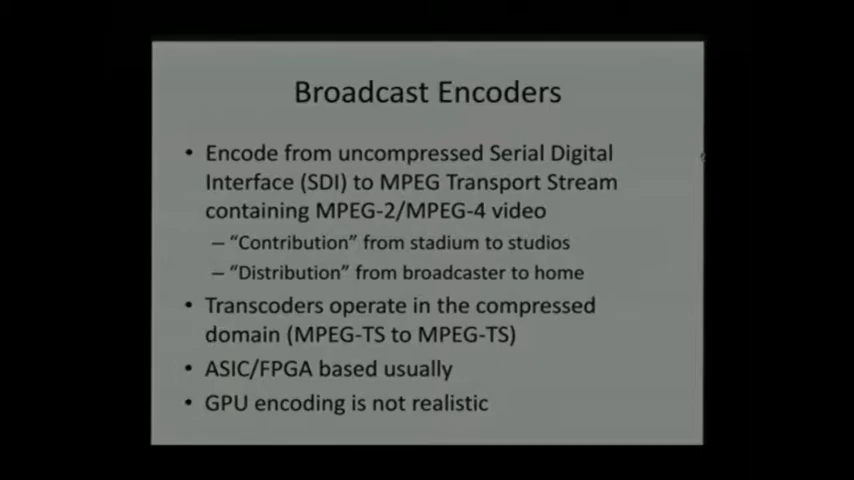 Broadcast Encoders
• Encode from uncompressed Serial Digital
Interface (SDI) to MPEG Transport Stream
containing MPEG-2/MPEG-4 video
– “Contribution” from stadium to studios
– “Distribution” from broadcaster to home
• Transcoders operate in the compressed
domain (MPEG-TS to MPEG-TS)
• ASIC/FPGA based usually
• GPU encoding is not realistic